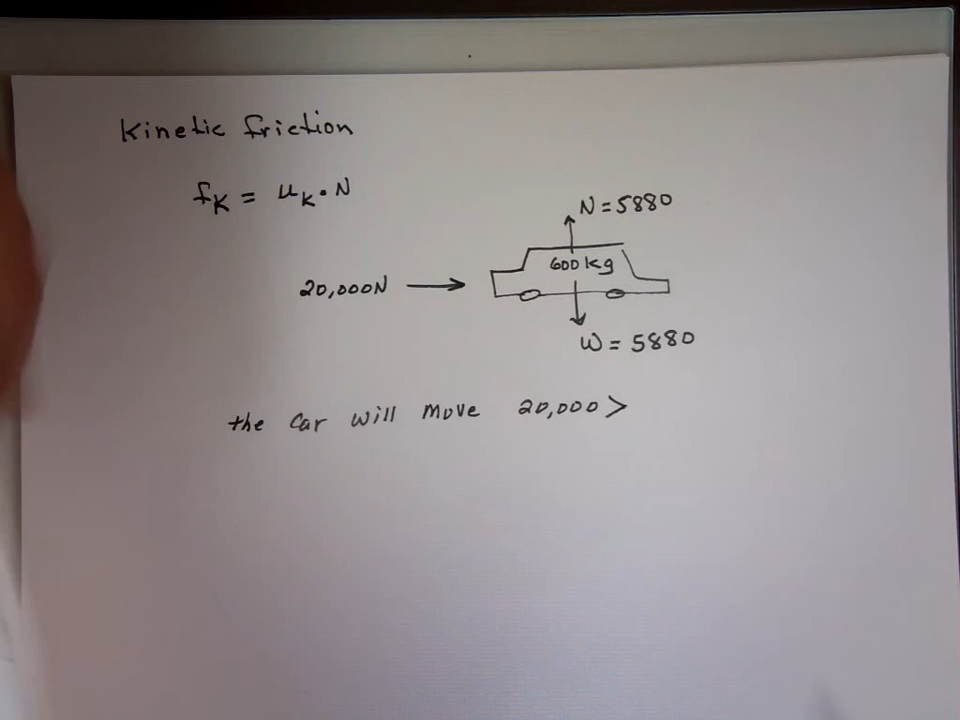 Kinetic friction
fK = uK • N
N = 5880
600 kg
20,000N
W = 5880
the car will move 20,000 >